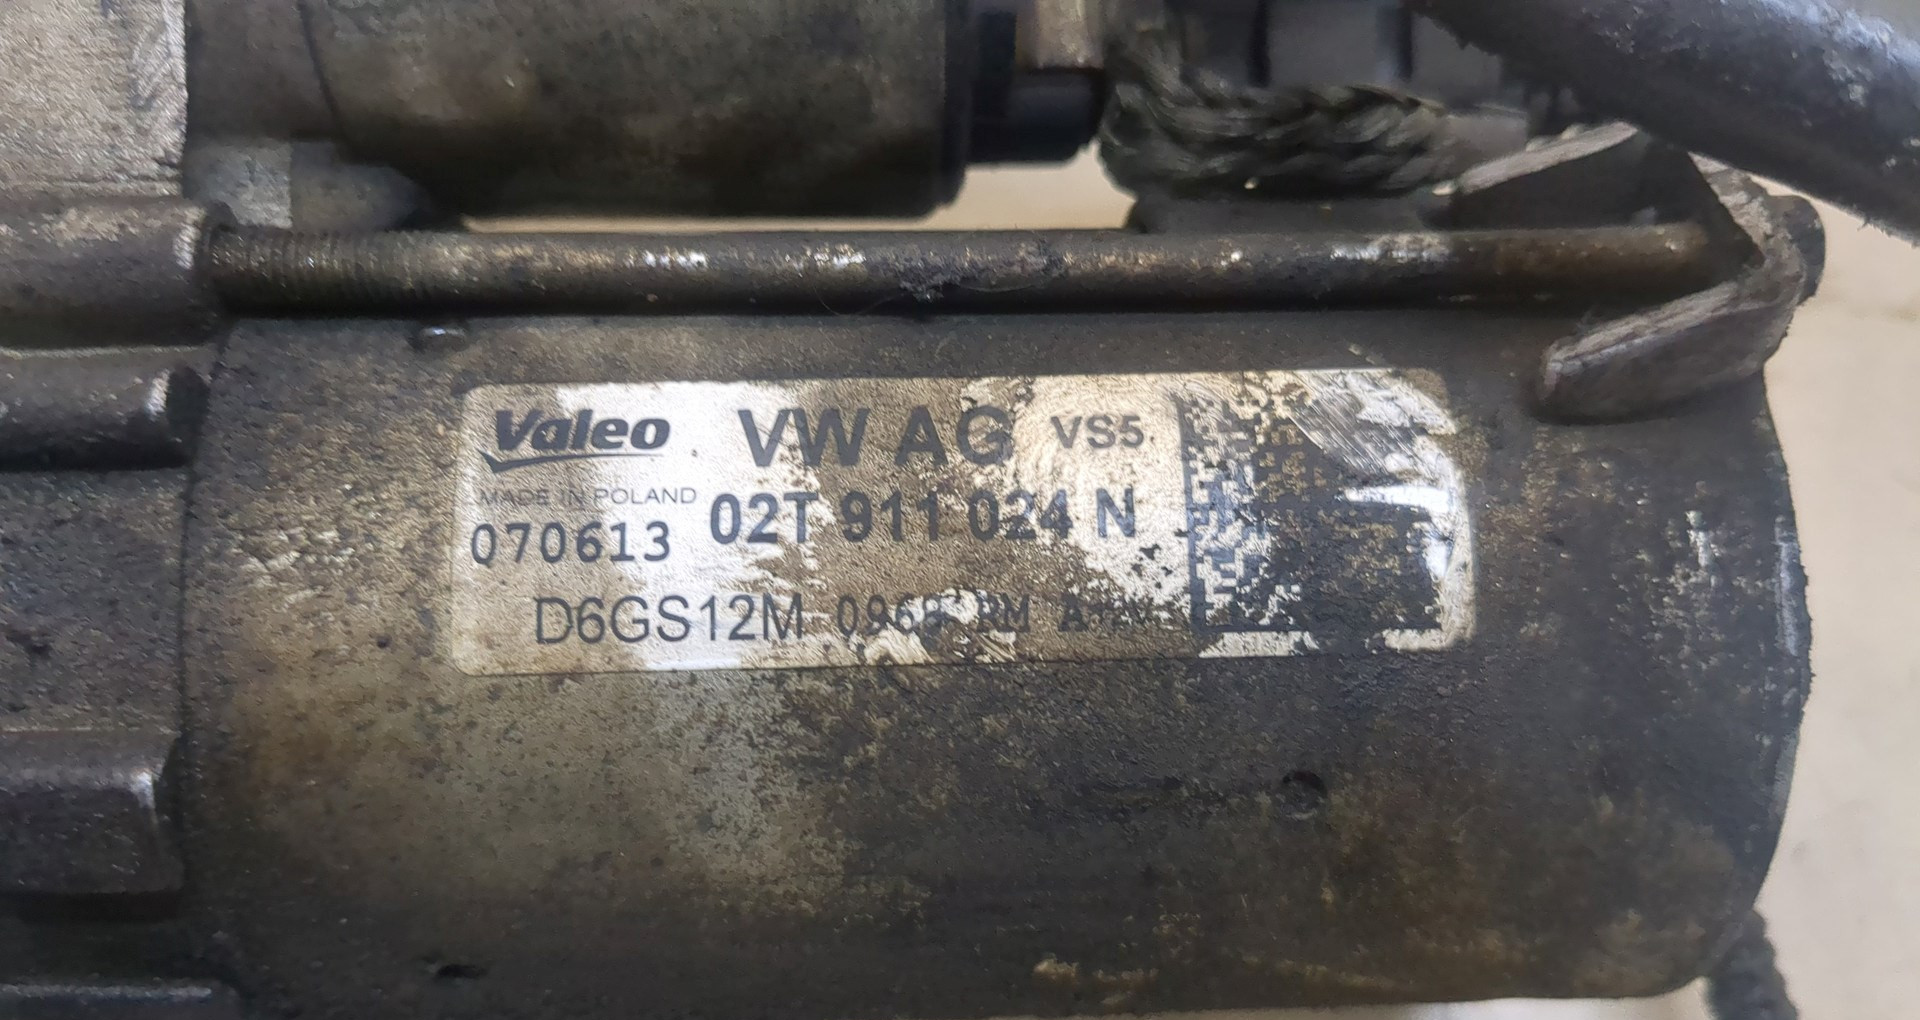 Valeo VW AG VS5
MADE IN POLAND
070613 02T 911 024 N
D6GS12M